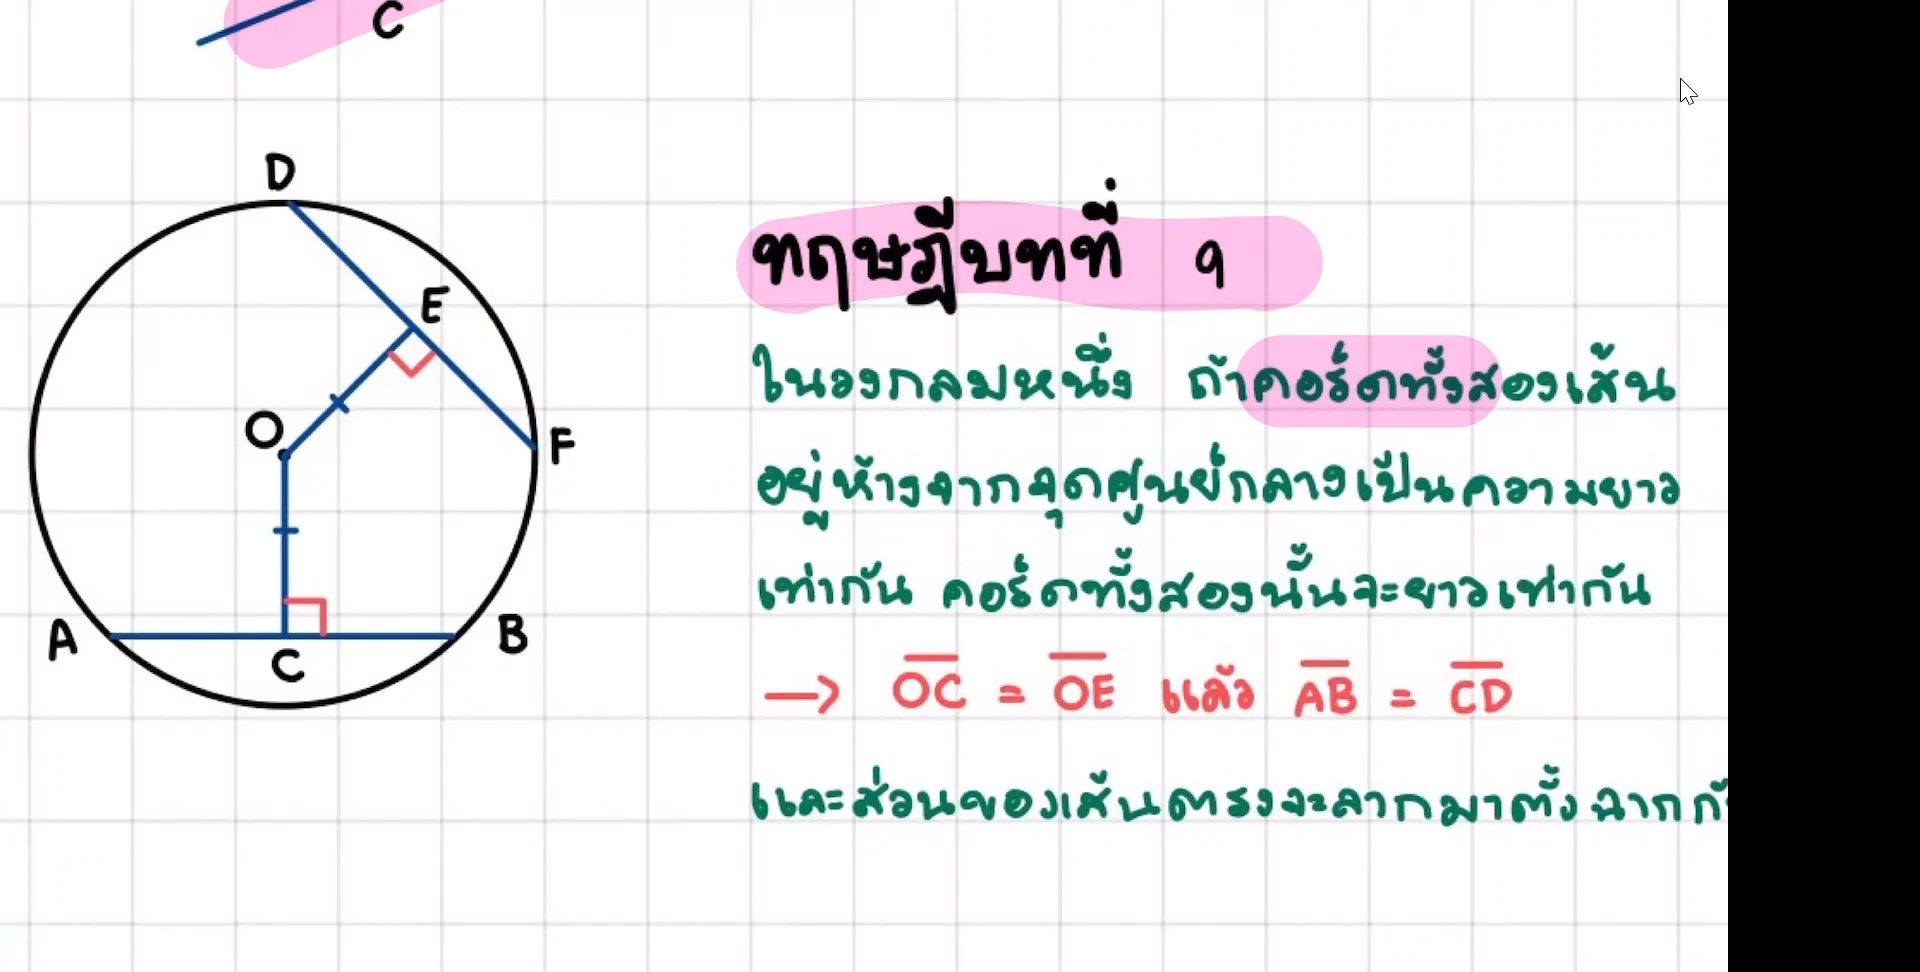 C
D
E
O
F
A
B
C
ทฤษฎีบทที่ 9
ในวงกลมหนึ่ง ถ้าคอร์ดทั้งสองเส้น
อยู่ห่างจากจุดศูนย์กลางเป็นความยาว
เท่ากัน คอร์ดทั้งสองนั้นจะยาวเท่ากัน
→ OC = OE แล้ว AB = CD
และส่วนของเส้นตรงจะลากมาตั้งฉาก